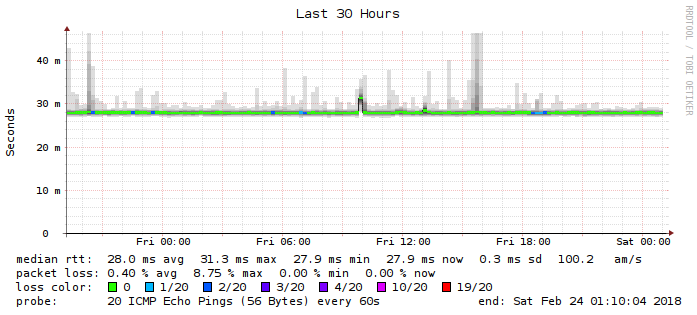 Last 30 Hours
RRDTOOL / TOBI OETIKER
Seconds
40 m
30 m
20 m
10 m
0
Fri 00:00 Fri 06:00 Fri 12:00 Fri 18:00 Sat 00:00
median rtt: 28.0 ms avg 31.3 ms max 27.9 ms min 27.9 ms now 0.3 ms sd 100.2 am/s
packet loss: 0.40 % avg 8.75 % max 0.00 % min 0.00 % now
loss color: 0 1/20 2/20 3/20 4/20 10/20 19/20
probe: 20 ICMP Echo Pings (56 Bytes) every 60s end: Sat Feb 24 01:10:04 2018